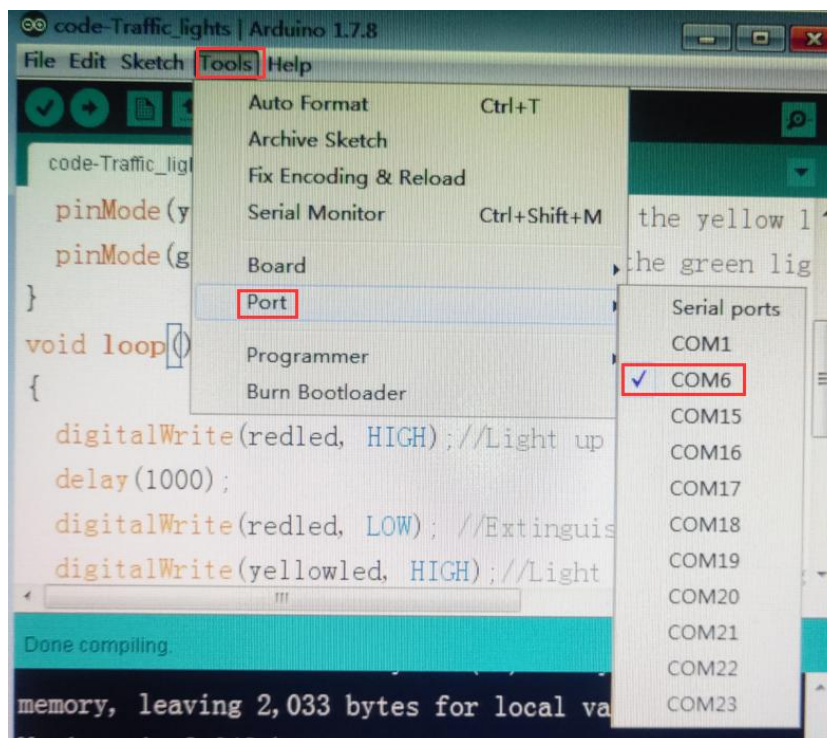 code-Traffic_lights | Arduino 1.7.8
File Edit Sketch Tools Help
Auto Format Ctrl+T
Archive Sketch
code-Traffic_ligl
Fix Encoding & Reload
pinMode(y
Serial Monitor Ctrl+Shift+M
the yellow l
pinMode(g
Board
the green lig
}
Port
Serial ports
void loop()
COM1
Programmer
{
COM6
Burn Bootloader
COM15
digitalWrite(redled, HIGH);//Light up
COM16
delay(1000);
COM17
digitalWrite(redled, LOW); //Extinguis
COM18
digitalWrite(yellowled, HIGH);//Light
COM19
COM20
Done compiling.
COM21
COM22
memory, leaving 2,033 bytes for local va
COM23